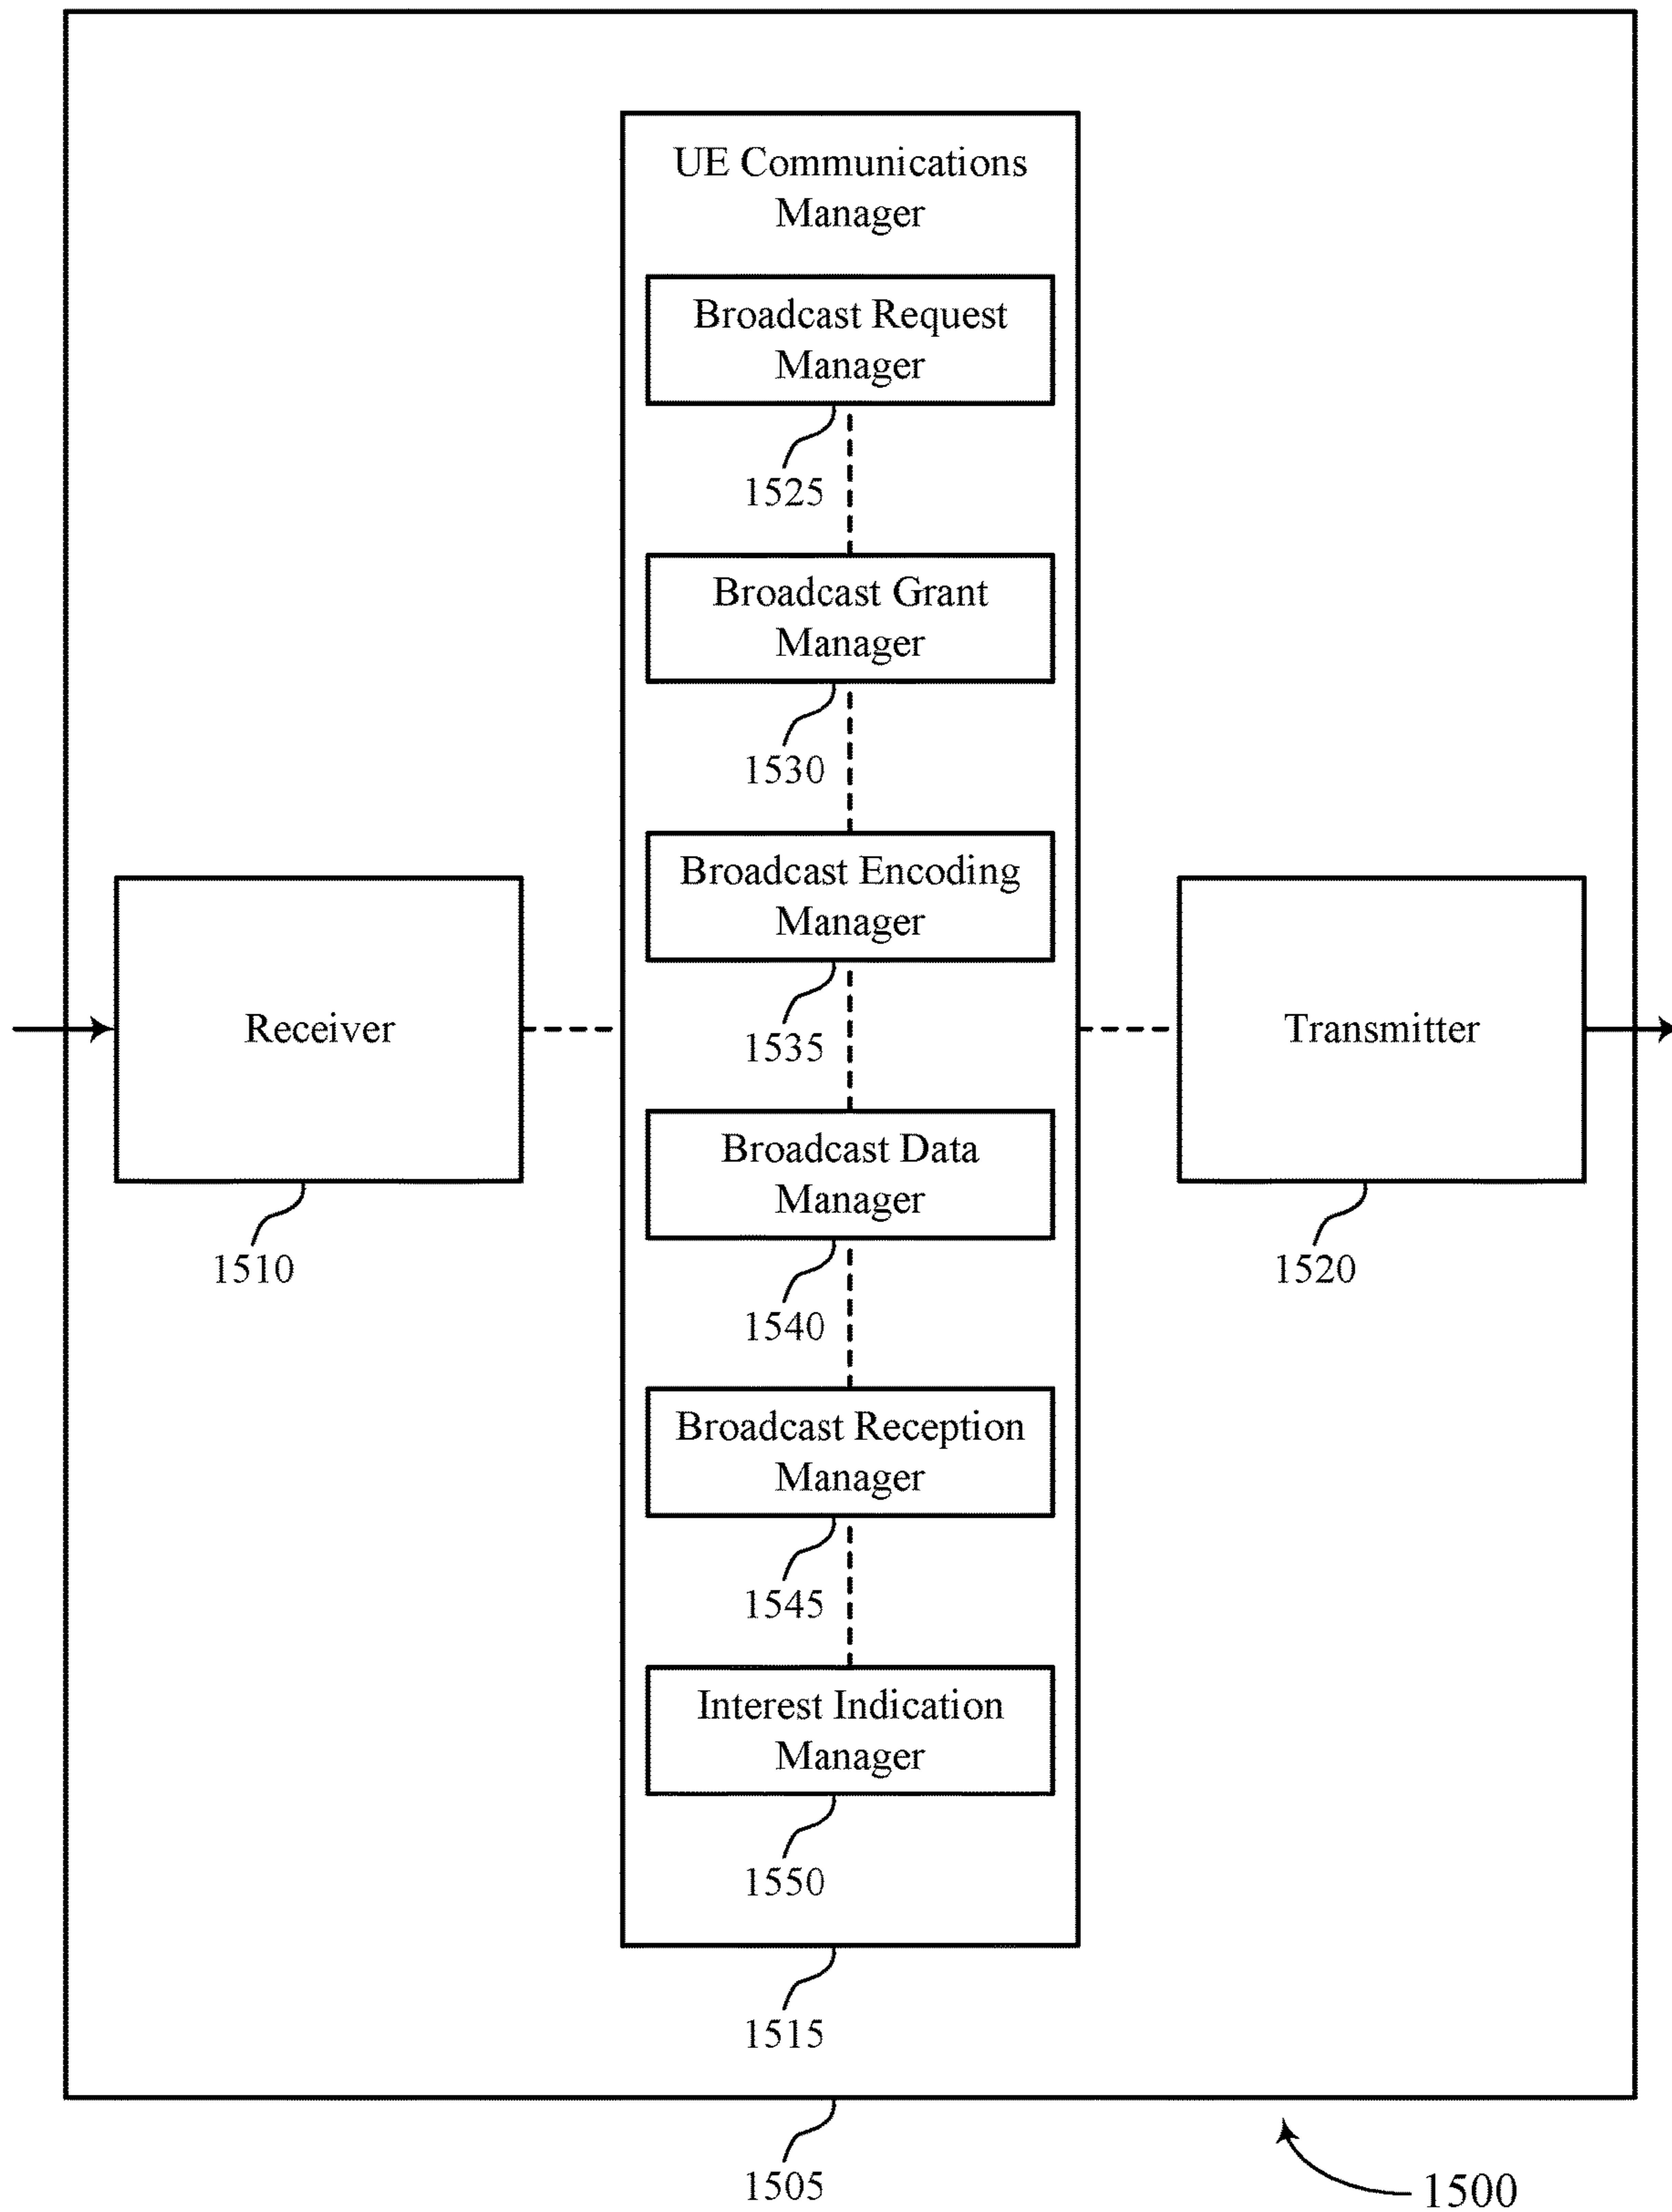 UE Communications
Manager
Broadcast Request
Manager
1525
Broadcast Grant
Manager
1530
Broadcast Encoding
Manager
1535
Receiver
1510
Transmitter
1520
Broadcast Data
Manager
1540
Broadcast Reception
Manager
1545
Interest Indication
Manager
1550
1515
1505
1500